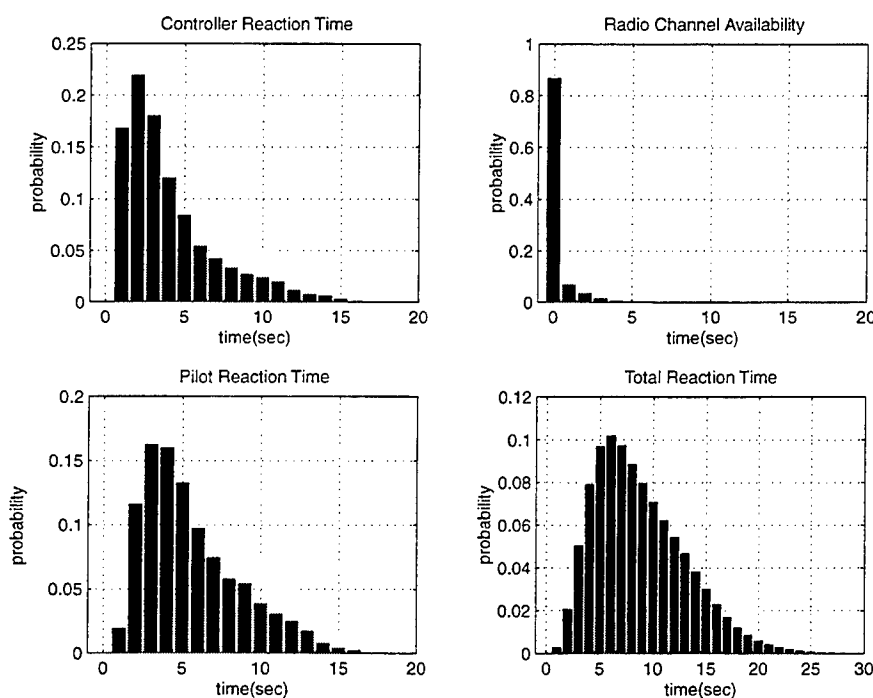 Controller Reaction Time
0.25
0.2
0.15
0.1
0.05
0
probability
0 5 10 15 20
time(sec)
Radio Channel Availability
1
0.8
0.6
0.4
0.2
0
probability
0 5 10 15 20
time(sec)
Pilot Reaction Time
0.2
0.15
0.1
0.05
0
probability
0 5 10 15 20
time(sec)
Total Reaction Time
0.12
0.1
0.08
0.06
0.04
0.02
0
probability
0 5 10 15 20 25 30
time(sec)